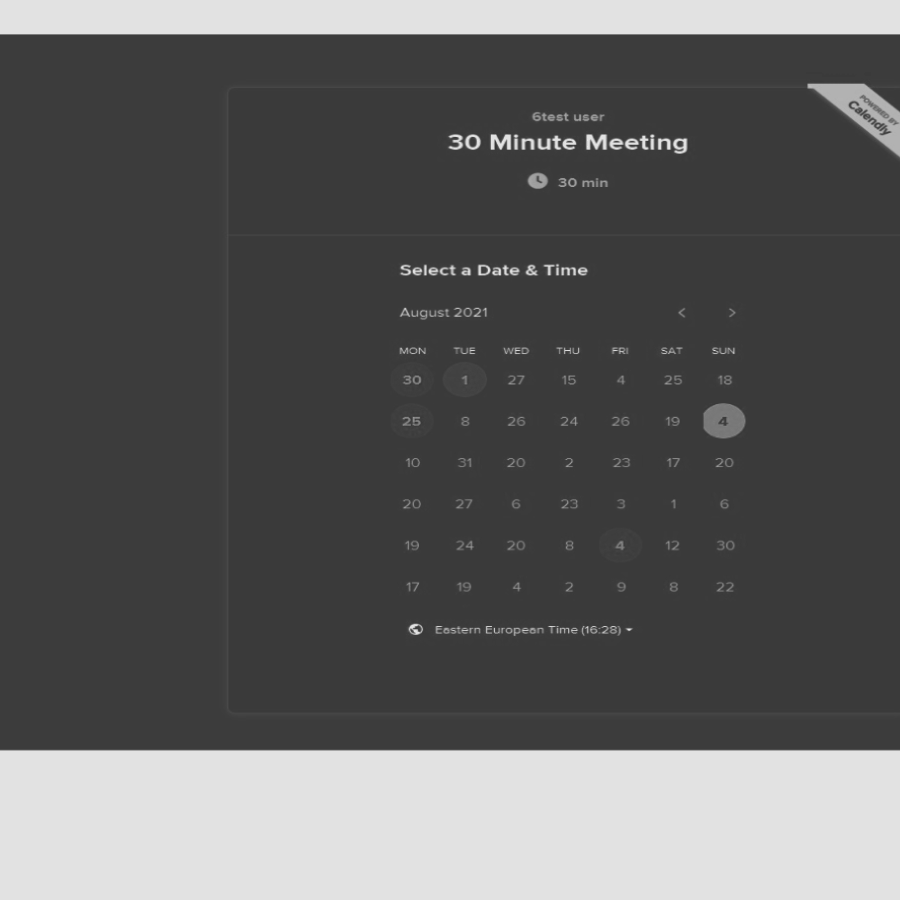 POWERED BY
Calendly
6test user
30 Minute Meeting
30 min
Select a Date & Time
August 2021 < >
MON TUE WED THU FRI SAT SUN
30 1 27 15 4 25 18
25 8 26 24 26 19 4
10 31 20 2 23 17 20
20 27 6 23 3 1 6
19 24 20 8 4 12 30
17 19 4 2 9 8 22
Eastern European Time (16:28)